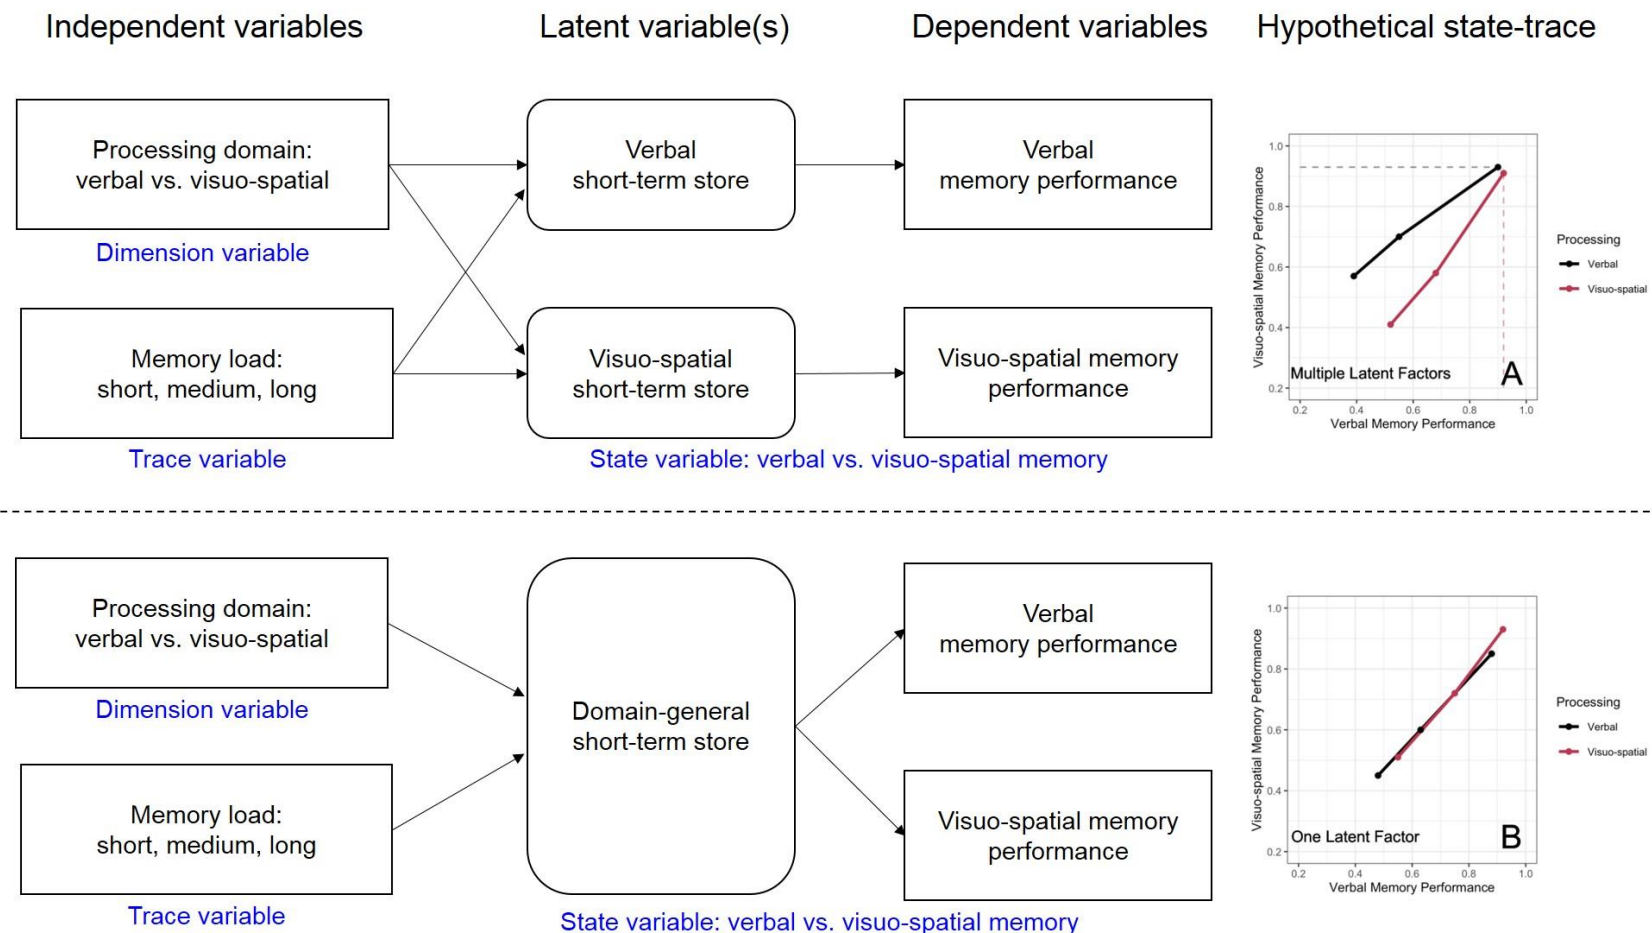 Independent variables
Latent variable(s)
Dependent variables
Hypothetical state-trace
Processing domain:
verbal vs. visuo-spatial
Dimension variable
Memory load:
short, medium, long
Trace variable
Verbal
short-term store
Visuo-spatial
short-term store
State variable: verbal vs. visuo-spatial memory
Verbal
memory performance
Visuo-spatial memory
performance
Visuo-spatial Memory Performance
1.0
0.8
0.6
0.4
0.2
Multiple Latent Factors
A
0.2 0.4 0.6 0.8 1.0
Verbal Memory Performance
Processing
Verbal
Visuo-spatial
Processing domain:
verbal vs. visuo-spatial
Dimension variable
Memory load:
short, medium, long
Trace variable
Domain-general
short-term store
State variable: verbal vs. visuo-spatial memory
Verbal
memory performance
Visuo-spatial memory
performance
Visuo-spatial Memory Performance
1.0
0.8
0.6
0.4
0.2
One Latent Factor
B
0.2 0.4 0.6 0.8 1.0
Verbal Memory Performance
Processing
Verbal
Visuo-spatial